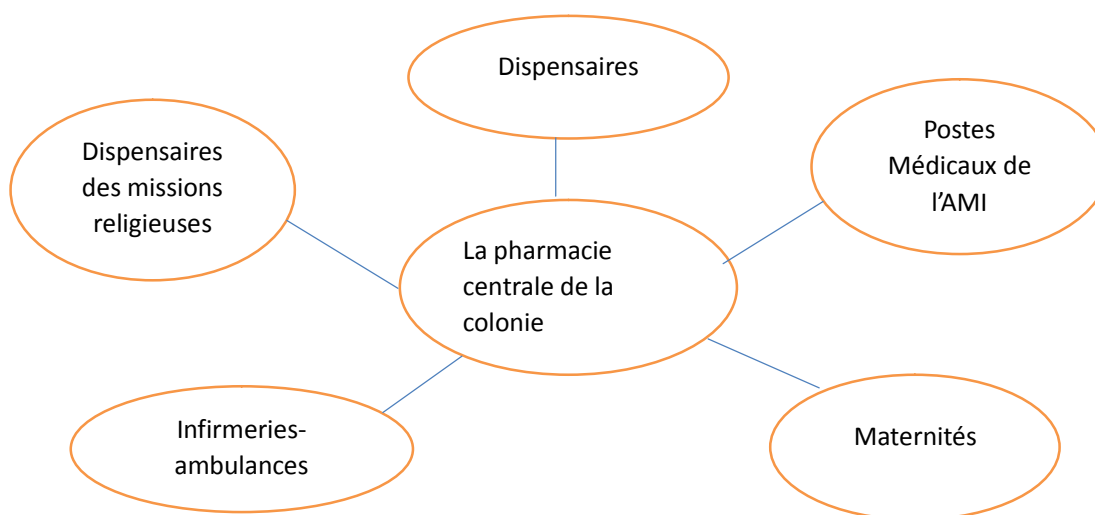 Dispensaires
Postes
Médicaux de
l’AMI
Dispensaires
des missions
religieuses
La pharmacie
centrale de la
colonie
Infirmeries-
ambulances
Maternités